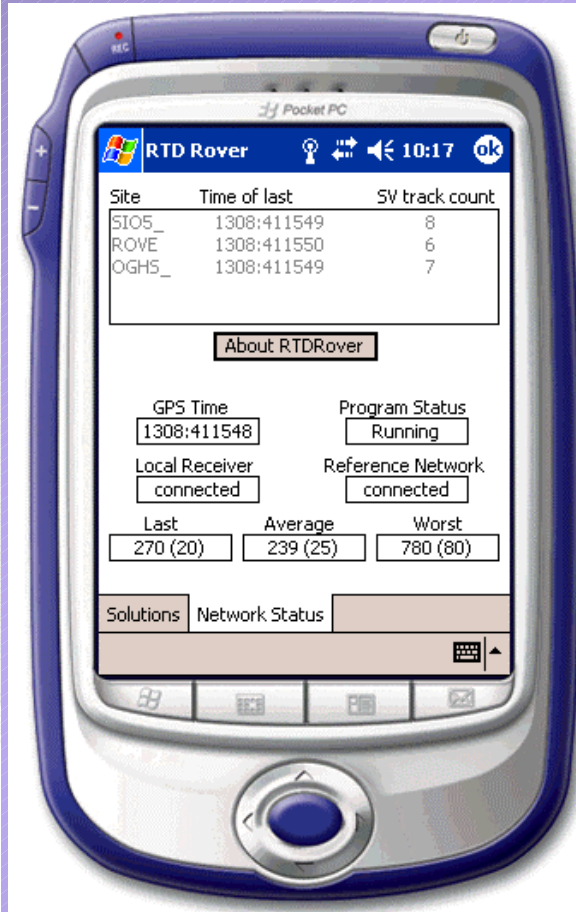 REC
Pocket PC
RTD Rover 10:17 ok
Site Time of last SV track count
SIO5_ 1308:411549 8
ROVE 1308:411550 6
OGHS_ 1308:411549 7
About RTDRover
GPS Time Program Status
1308:411548 Running
Local Receiver Reference Network
connected connected
Last Average Worst
270 (20) 239 (25) 780 (80)
Solutions Network Status